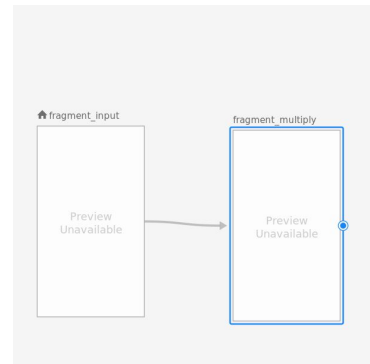 fragment_input
Preview
Unavailable
fragment_multiply
Preview
Unavailable